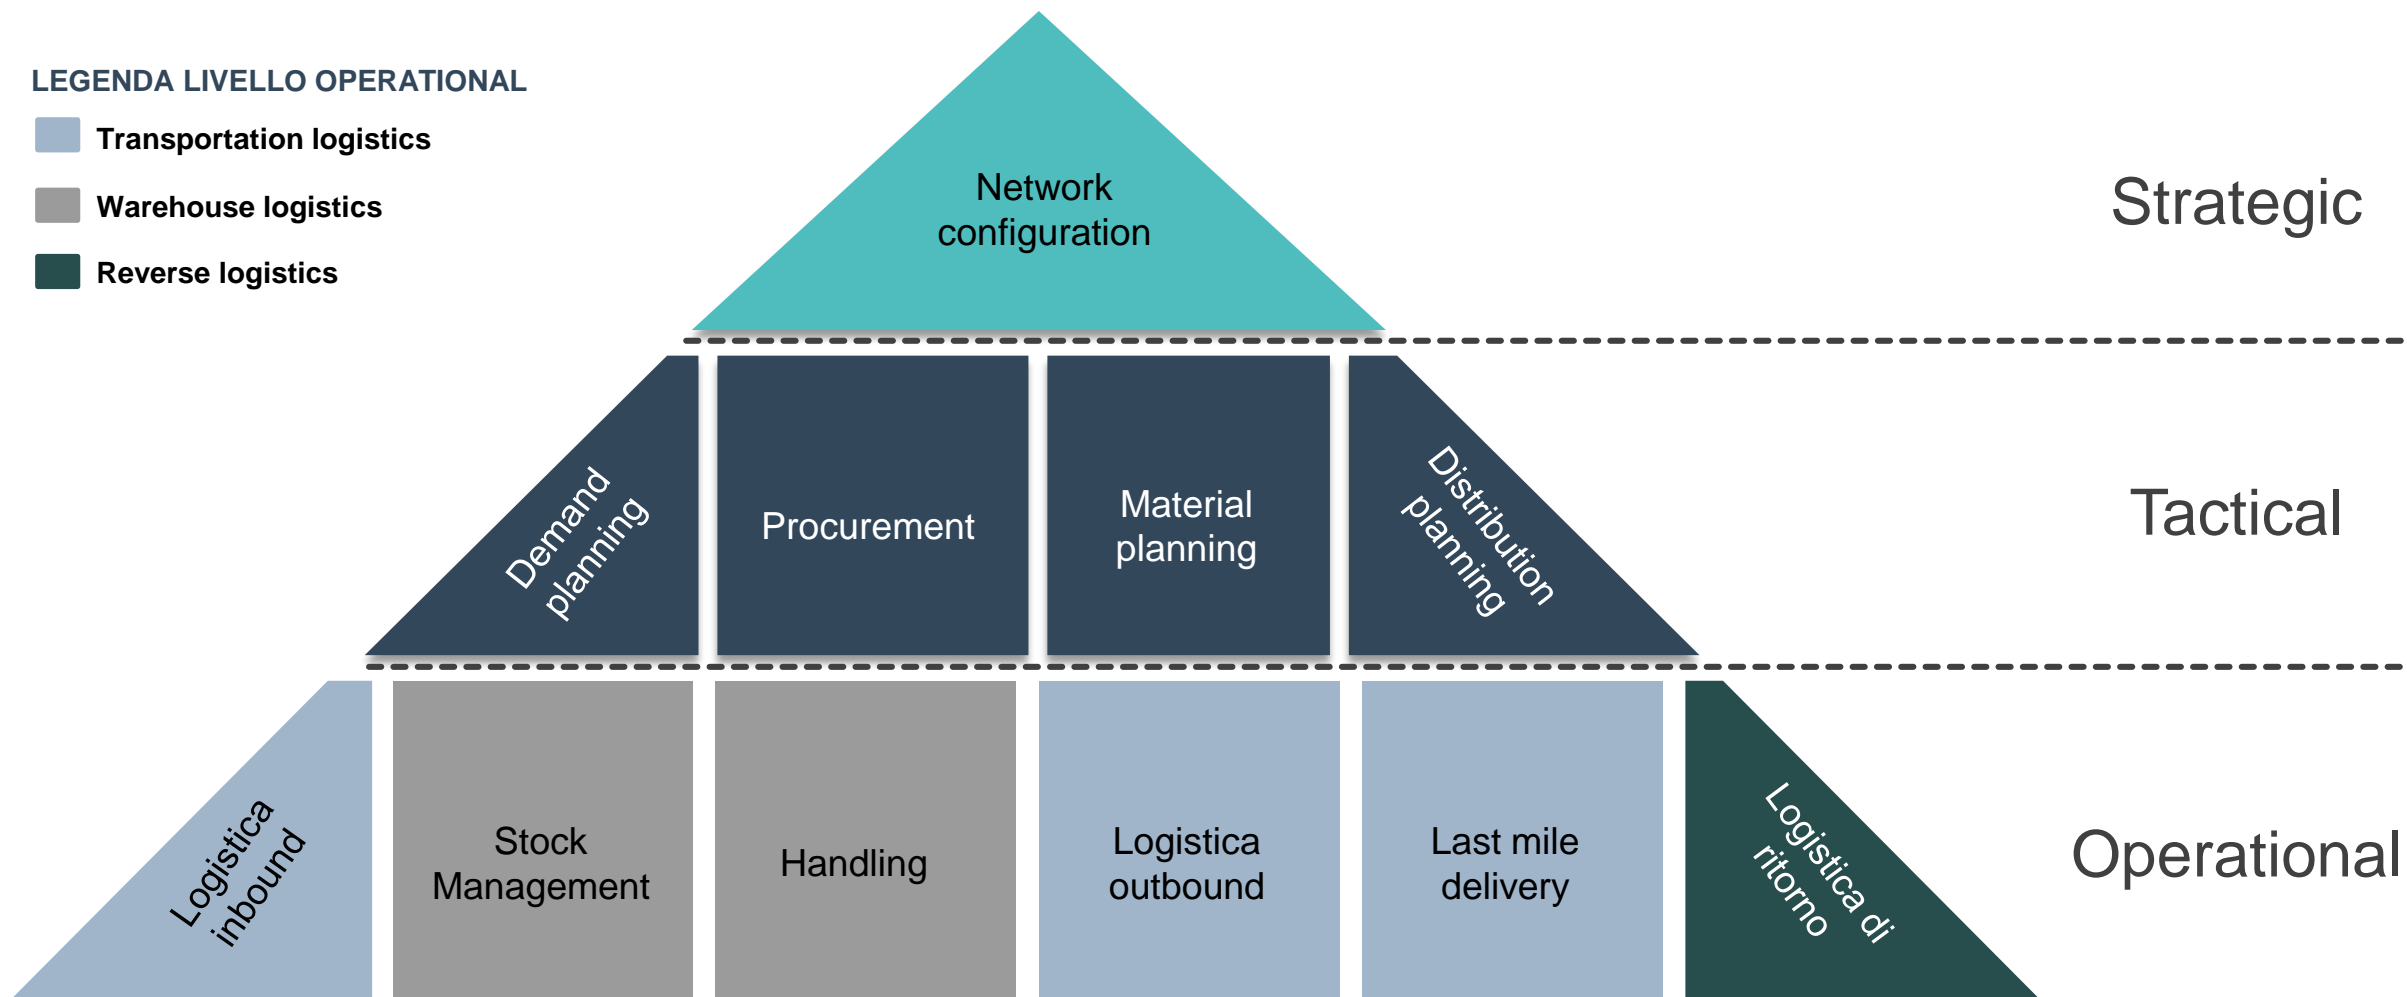 LEGENDA LIVELLO OPERATIONAL
Transportation logistics
Warehouse logistics
Reverse logistics
Network
configuration
Strategic
Demand
planning
Procurement
Material
planning
Distribution
planning
Tactical
Logistica
inbound
Stock
Management
Handling
Logistica
outbound
Last mile
delivery
Logistica di
ritorno
Operational